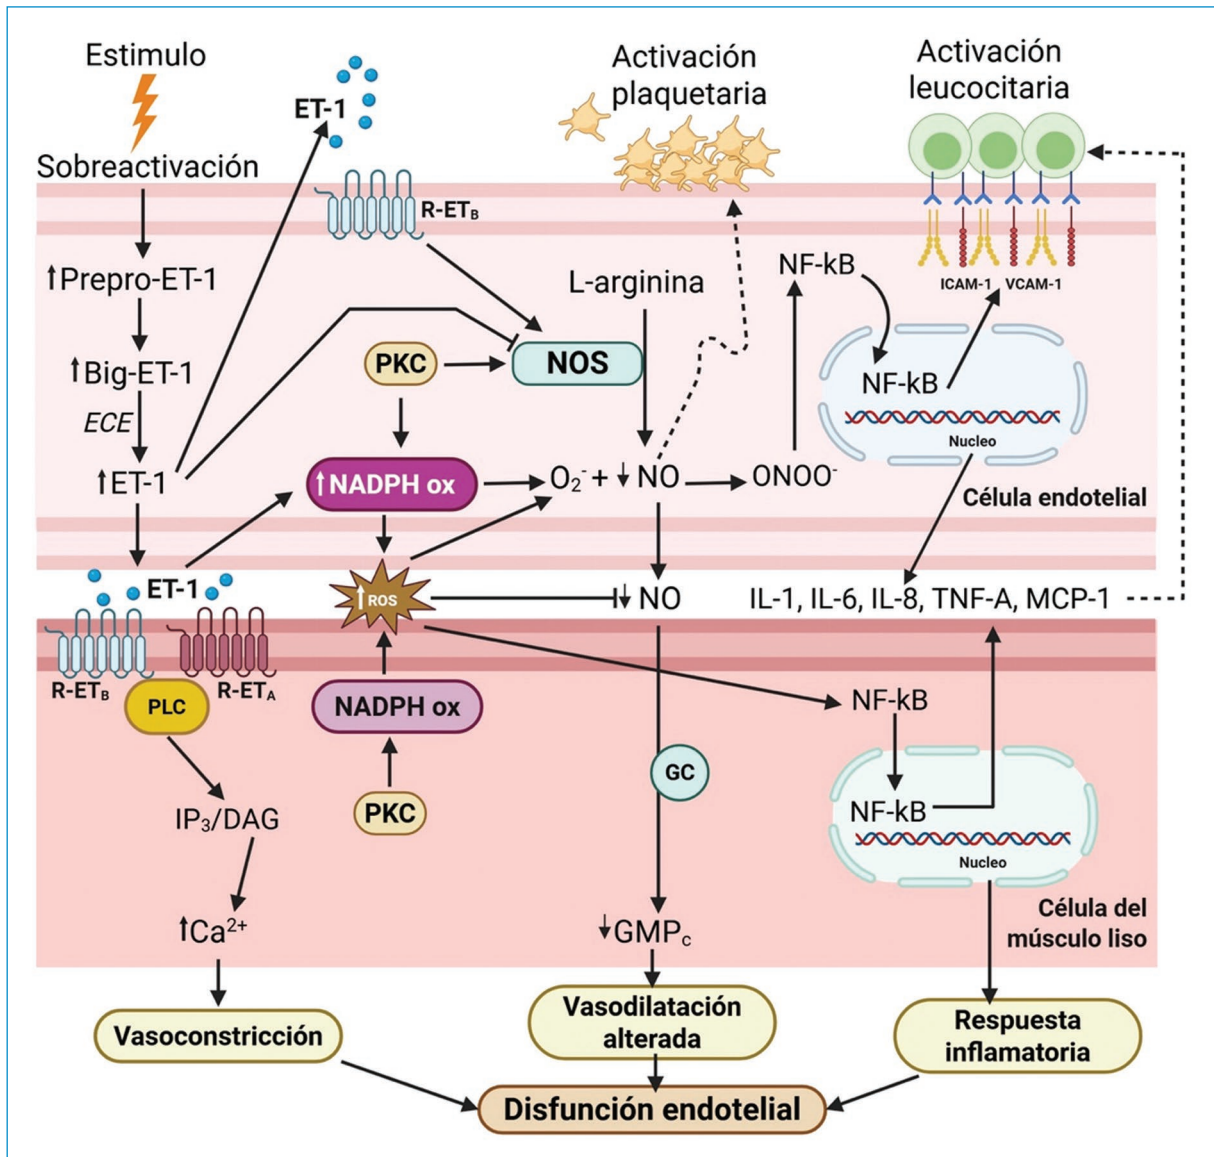 Estimulo
Sobreactivación
↑Prepro-ET-1
↑Big-ET-1
ECE
↑ET-1
ET-1
R-ETB
Activación
plaquetaria
Activación
leucocitaria
ICAM-1 VCAM-1
L-arginina
NF-kB
PKC
NOS
NF-kB
Nucleo
↑NADPH ox
O2- + ↓NO
ONOO-
Célula endotelial
ET-1
↑ROS
↓NO
IL-1, IL-6, IL-8, TNF-A, MCP-1
R-ETB
R-ETA
PLC
NADPH ox
NF-kB
GC
IP3/DAG
PKC
NF-kB
Nucleo
↑Ca2+
↓GMPc
Célula del
músculo liso
Vasoconstricción
Vasodilatación
alterada
Respuesta
inflamatoria
Disfunción endotelial